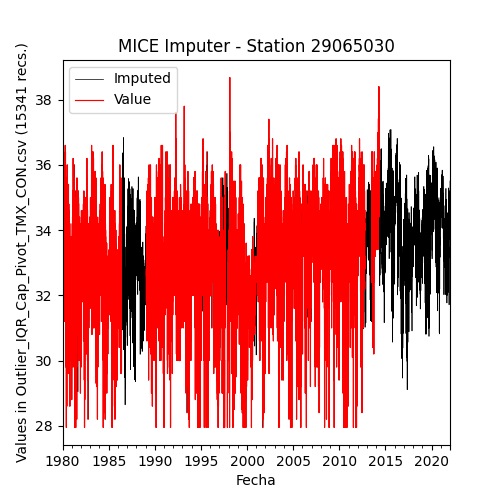 MICE Imputer - Station 29065030
Imputed
Value
Values in Outlier_IQR_Cap_Pivot_TMX_CON.csv (15341 recs.)
38
36
34
32
30
28
1980 1985 1990 1995 2000 2005 2010 2015 2020
Fecha